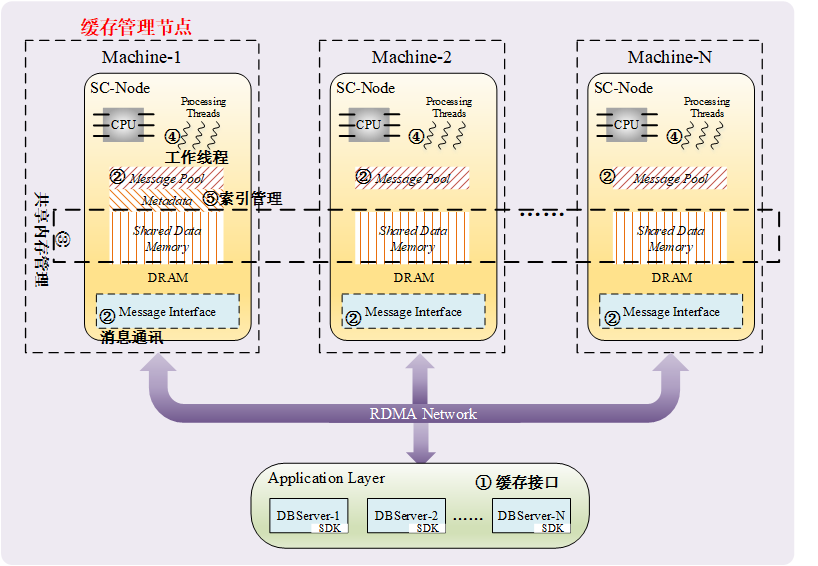 缓存管理节点
Machine-1
Machine-2
Machine-N
SC-Node
CPU
Processing
Threads
④
工作线程
② Message Pool
Metadata
⑤索引管理
共享内存管理
③
Shared Data
Memory
DRAM
② Message Interface
消息通讯
SC-Node
CPU
Processing
Threads
④
② Message Pool
Shared Data
Memory
DRAM
② Message Interface
......
SC-Node
CPU
Processing
Threads
④
② Message Pool
Shared Data
Memory
DRAM
② Message Interface
RDMA Network
Application Layer
① 缓存接口
DBServer-1
SDK
DBServer-2
SDK
......
DBServer-N
SDK